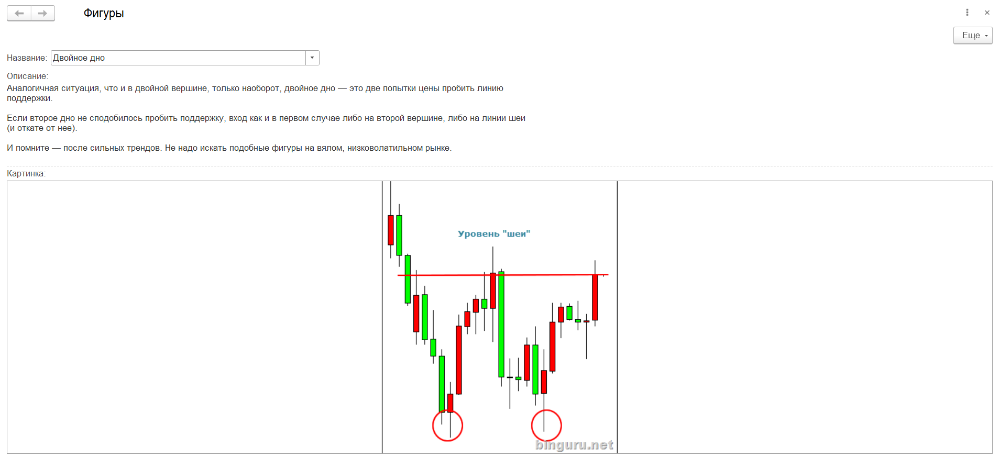 Фигуры
Еще
Название: Двойное дно
Описание:
Аналогичная ситуация, что и в двойной вершине, только наоборот, двойное дно — это две попытки цены пробить линию
поддержки.
Если второе дно не сподобилось пробить поддержку, вход как и в первом случае либо на второй вершине, либо на линии шеи
(и откате от нее).
И помните — после сильных трендов. Не надо искать подобные фигуры на вялом, низковолатильном рынке.
Картинка:
Уровень "шеи"
binguru.net